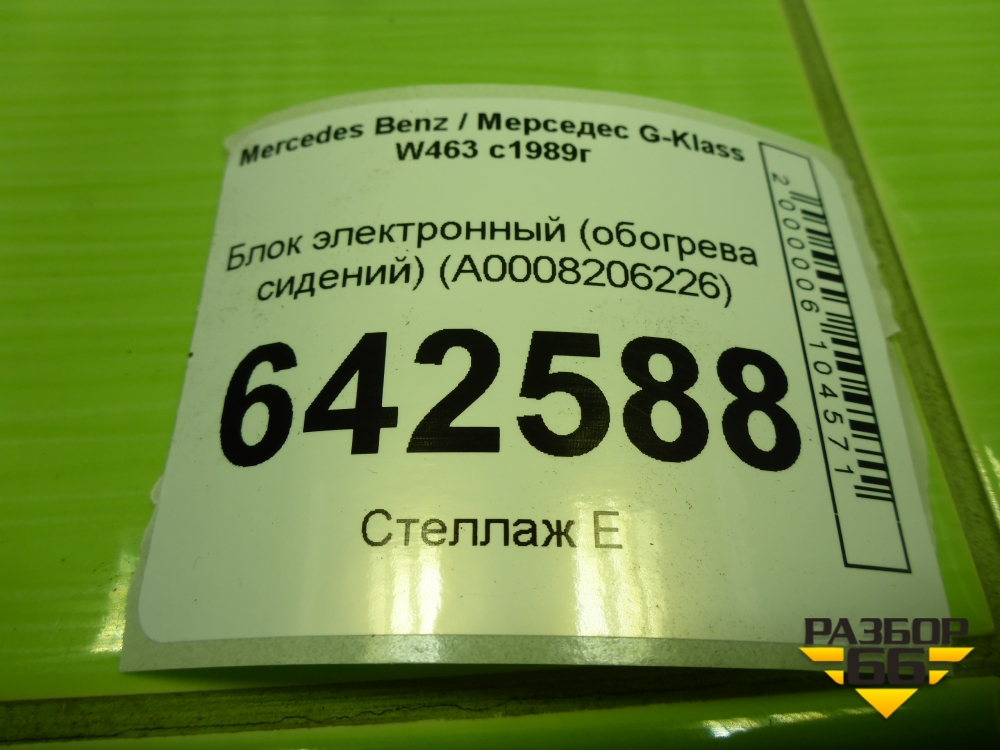 Mercedes Benz / Мерседес G-Klass
W463 с1989г
Блок электронный (обогрева
сидений) (A0008206226)
642588
Стеллаж Е
2000006104571
РАЗБОР
66